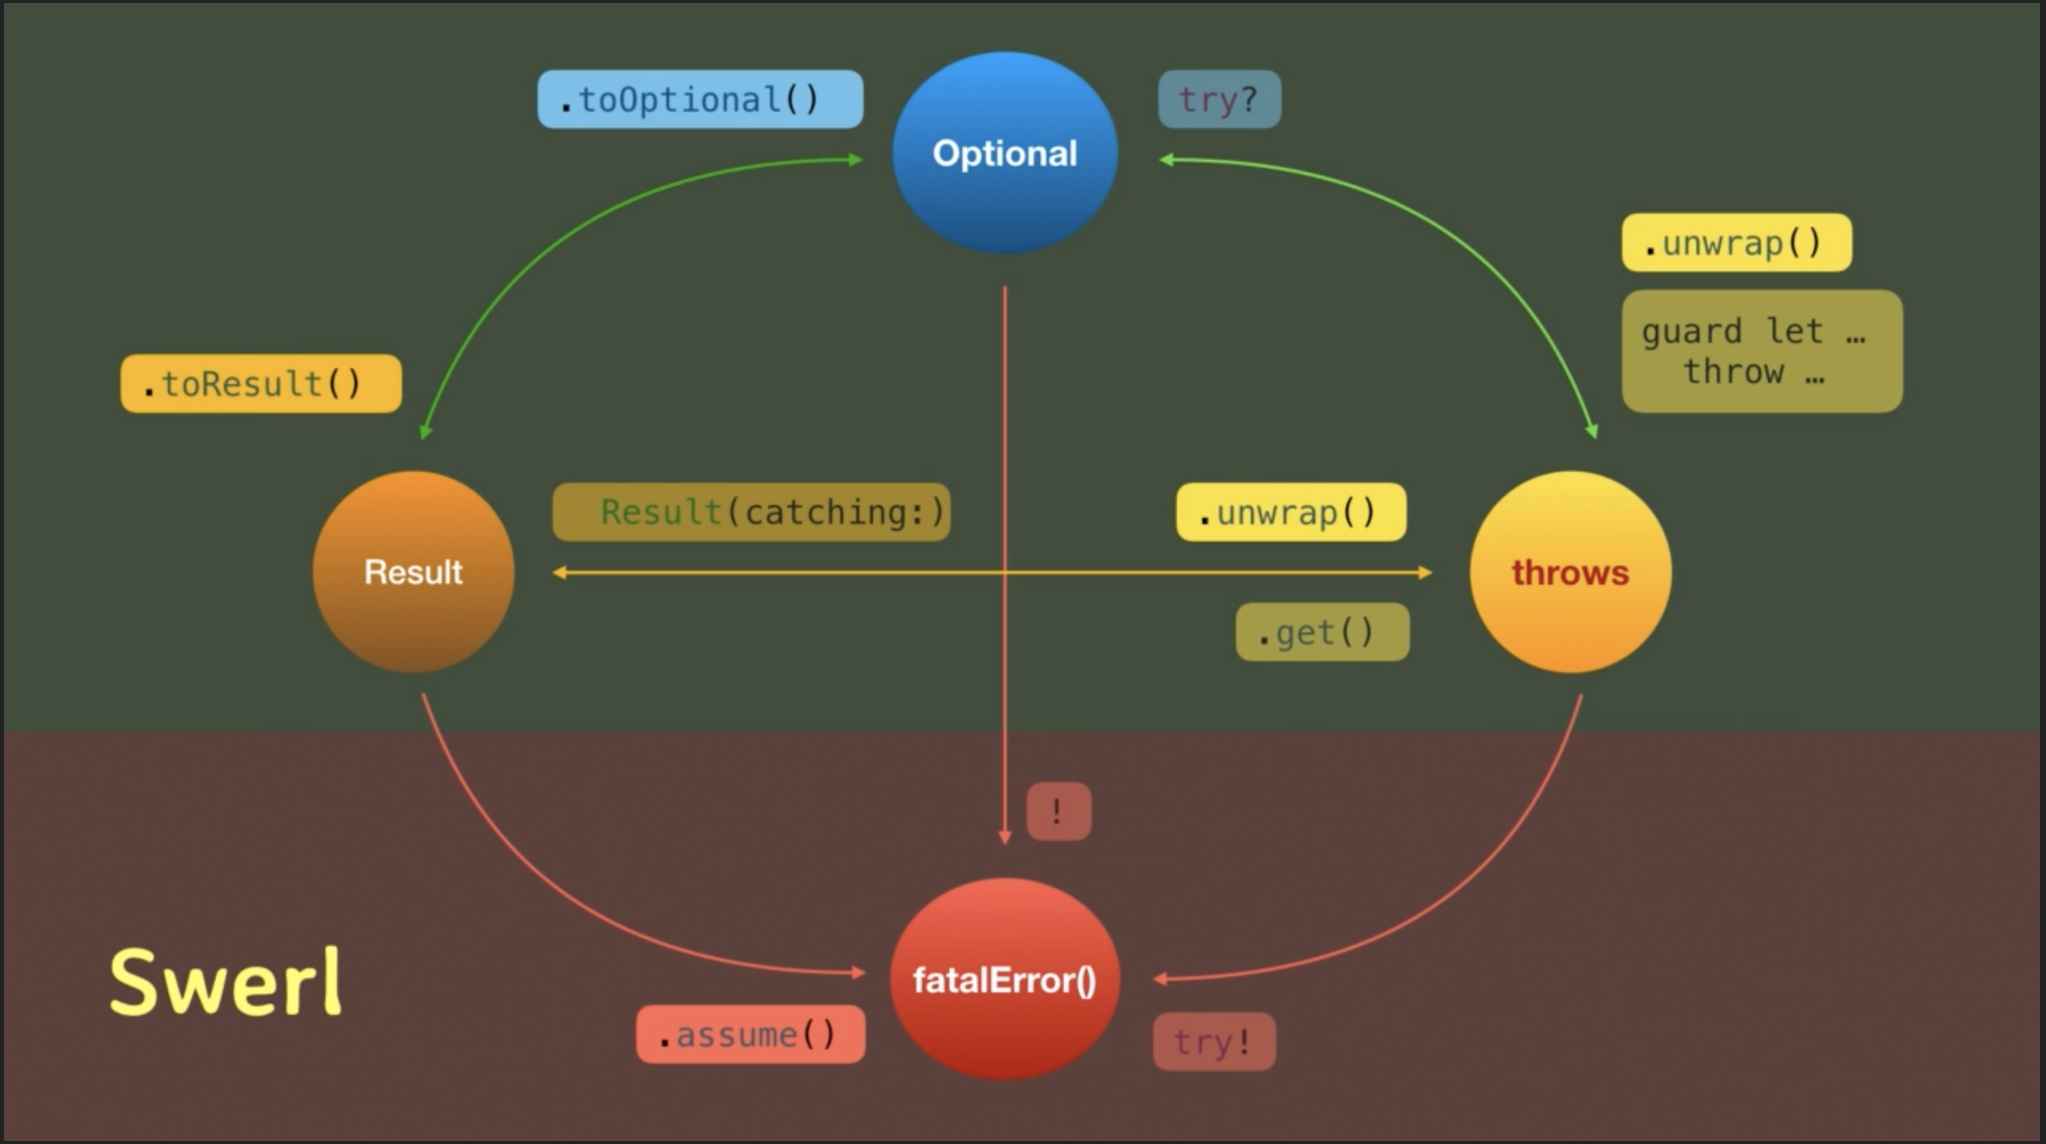 .toOptional()
Optional
try?
.unwrap()
guard let …
throw …
.toResult()
Result
Result(catching:)
.unwrap()
throws
.get()
!
fatalError()
Swerl
.assume()
try!